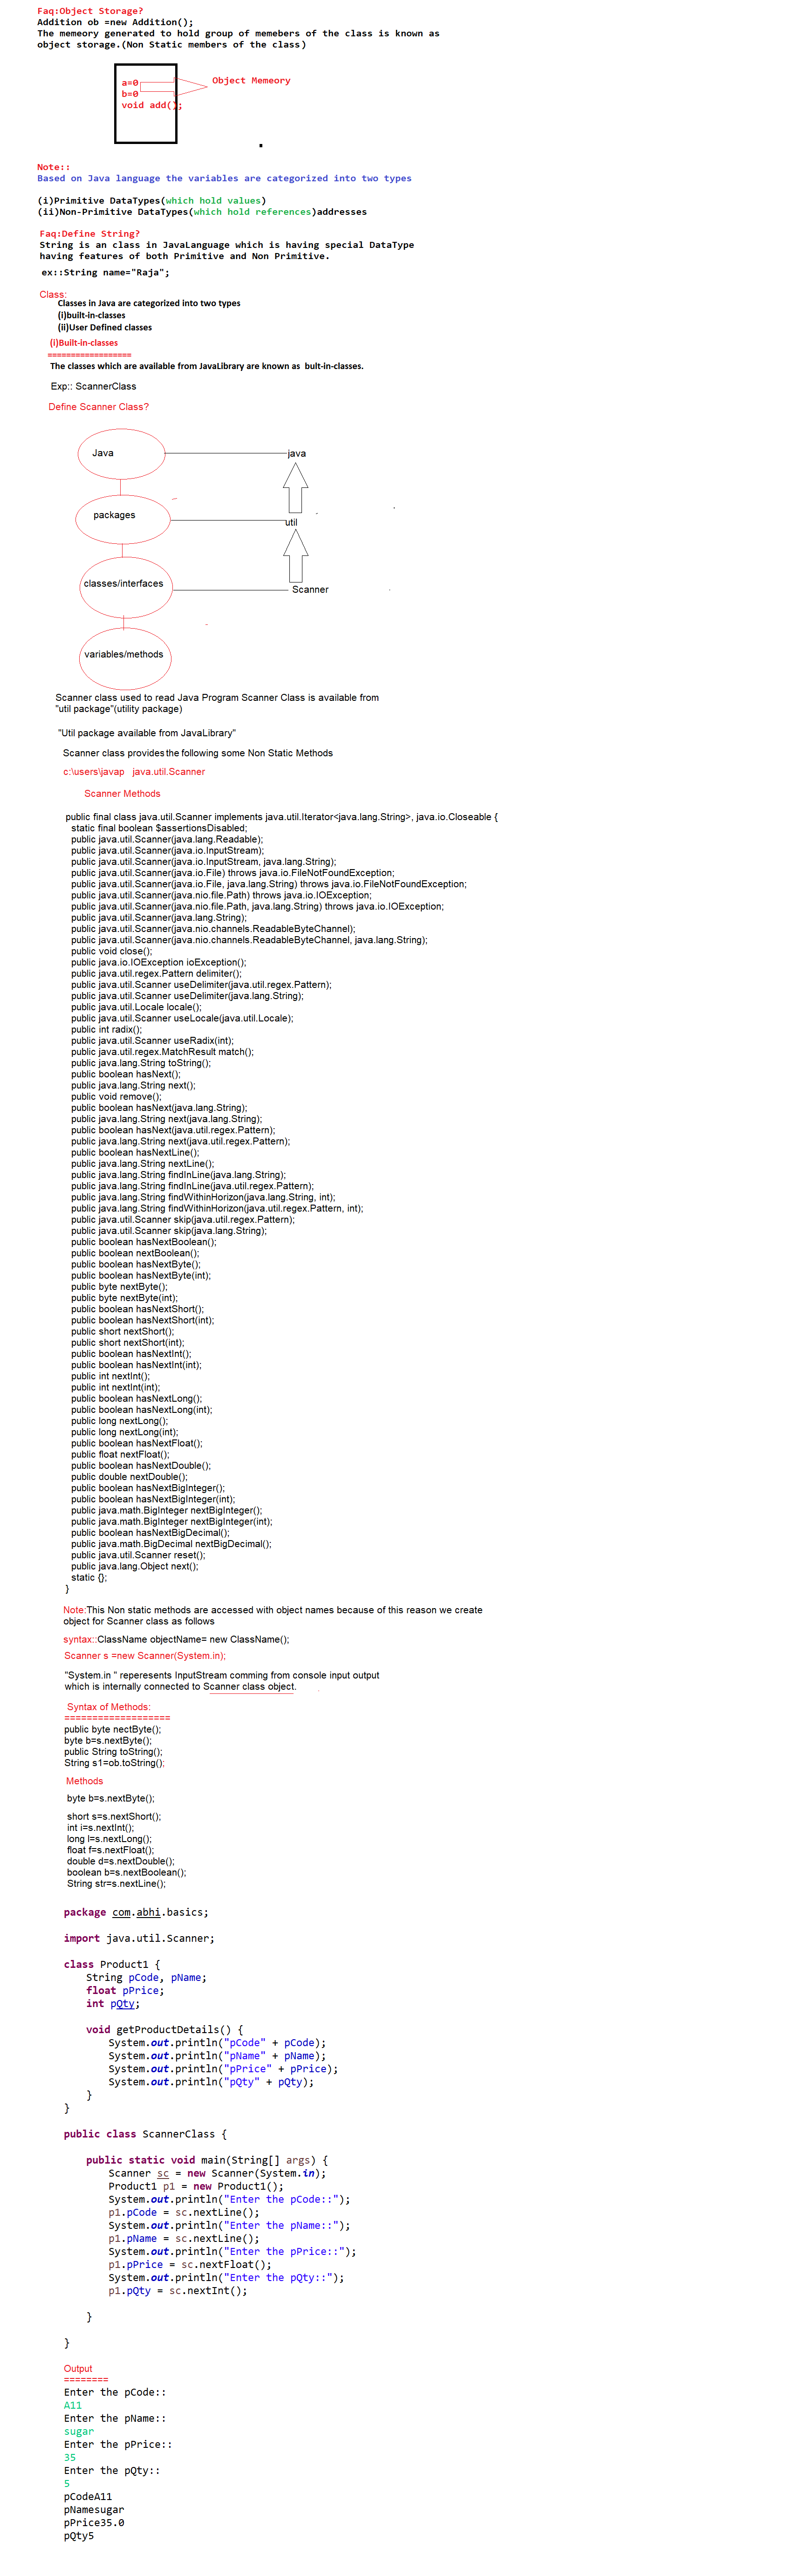 Faq:Object Storage?
Addition ob =new Addition();
The memeory generated to hold group of memebers of the class is known as
object storage.(Non Static members of the class)
a=0
b=0
void add();
Object Memeory
Note::
Based on Java language the variables are categorized into two types
(i)Primitive DataTypes(which hold values)
(ii)Non-Primitive DataTypes(which hold references)addresses
Faq:Define String?
String is an class in JavaLanguage which is having special DataType
having features of both Primitive and Non Primitive.
ex::String name="Raja";
Class:
Classes in Java are categorized into two types
(i)built-in-classes
(ii)User Defined classes
(i)Built-in-classes
==================
The classes which are available from JavaLibrary are known as bult-in-classes.
Exp:: ScannerClass
Define Scanner Class?
Java
java
packages
util
classes/interfaces
Scanner
variables/methods
Scanner class used to read Java Program Scanner Class is available from
"util package"(utility package)
"Util package available from JavaLibrary"
Scanner class provides the following some Non Static Methods
c:\users\javap java.util.Scanner
Scanner Methods
public final class java.util.Scanner implements java.util.Iterator<java.lang.String>, java.io.Closeable {
static final boolean $assertionsDisabled;
public java.util.Scanner(java.lang.Readable);
public java.util.Scanner(java.io.InputStream);
public java.util.Scanner(java.io.InputStream, java.lang.String);
public java.util.Scanner(java.io.File) throws java.io.FileNotFoundException;
public java.util.Scanner(java.io.File, java.lang.String) throws java.io.FileNotFoundException;
public java.util.Scanner(java.nio.file.Path) throws java.io.IOException;
public java.util.Scanner(java.nio.file.Path, java.lang.String) throws java.io.IOException;
public java.util.Scanner(java.lang.String);
public java.util.Scanner(java.nio.channels.ReadableByteChannel);
public java.util.Scanner(java.nio.channels.ReadableByteChannel, java.lang.String);
public void close();
public java.io.IOException ioException();
public java.util.regex.Pattern delimiter();
public java.util.Scanner useDelimiter(java.util.regex.Pattern);
public java.util.Scanner useDelimiter(java.lang.String);
public java.util.Locale locale();
public java.util.Scanner useLocale(java.util.Locale);
public int radix();
public java.util.Scanner useRadix(int);
public java.util.regex.MatchResult match();
public java.lang.String toString();
public boolean hasNext();
public java.lang.String next();
public void remove();
public boolean hasNext(java.lang.String);
public java.lang.String next(java.lang.String);
public boolean hasNext(java.util.regex.Pattern);
public java.lang.String next(java.util.regex.Pattern);
public boolean hasNextLine();
public java.lang.String nextLine();
public java.lang.String findInLine(java.lang.String);
public java.lang.String findInLine(java.util.regex.Pattern);
public java.lang.String findWithinHorizon(java.lang.String, int);
public java.lang.String findWithinHorizon(java.util.regex.Pattern, int);
public java.util.Scanner skip(java.util.regex.Pattern);
public java.util.Scanner skip(java.lang.String);
public boolean hasNextBoolean();
public boolean nextBoolean();
public boolean hasNextByte();
public boolean hasNextByte(int);
public byte nextByte();
public byte nextByte(int);
public boolean hasNextShort();
public boolean hasNextShort(int);
public short nextShort();
public short nextShort(int);
public boolean hasNextInt();
public boolean hasNextInt(int);
public int nextInt();
public int nextInt(int);
public boolean hasNextLong();
public boolean hasNextLong(int);
public long nextLong();
public long nextLong(int);
public boolean hasNextFloat();
public float nextFloat();
public boolean hasNextDouble();
public double nextDouble();
public boolean hasNextBigInteger();
public boolean hasNextBigInteger(int);
public java.math.BigInteger nextBigInteger();
public java.math.BigInteger nextBigInteger(int);
public boolean hasNextBigDecimal();
public java.math.BigDecimal nextBigDecimal();
public java.util.Scanner reset();
public java.lang.Object next();
static {};
}
Note:This Non static methods are accessed with object names because of this reason we create
object for Scanner class as follows
syntax::ClassName objectName= new ClassName();
Scanner s =new Scanner(System.in);
"System.in " reperesents InputStream comming from console input output
which is internally connected to Scanner class object.
Syntax of Methods:
===================
public byte nectByte();
byte b=s.nextByte();
public String toString();
String s1=ob.toString();
Methods
byte b=s.nextByte();
short s=s.nextShort();
int i=s.nextInt();
long l=s.nextLong();
float f=s.nextFloat();
double d=s.nextDouble();
boolean b=s.nextBoolean();
String str=s.nextLine();
package com.abhi.basics;
import java.util.Scanner;
class Product1 {
String pCode, pName;
float pPrice;
int pQty;
void getProductDetails() {
System.out.println("pCode" + pCode);
System.out.println("pName" + pName);
System.out.println("pPrice" + pPrice);
System.out.println("pQty" + pQty);
}
}
public class ScannerClass {
public static void main(String[] args) {
Scanner sc = new Scanner(System.in);
Product1 p1 = new Product1();
System.out.println("Enter the pCode::");
p1.pCode = sc.nextLine();
System.out.println("Enter the pName::");
p1.pName = sc.nextLine();
System.out.println("Enter the pPrice::");
p1.pPrice = sc.nextFloat();
System.out.println("Enter the pQty::");
p1.pQty = sc.nextInt();
}
}
Output
========
Enter the pCode::
A11
Enter the pName::
sugar
Enter the pPrice::
35
Enter the pQty::
5
pCodeA11
pNamesugar
pPrice35.0
pQty5